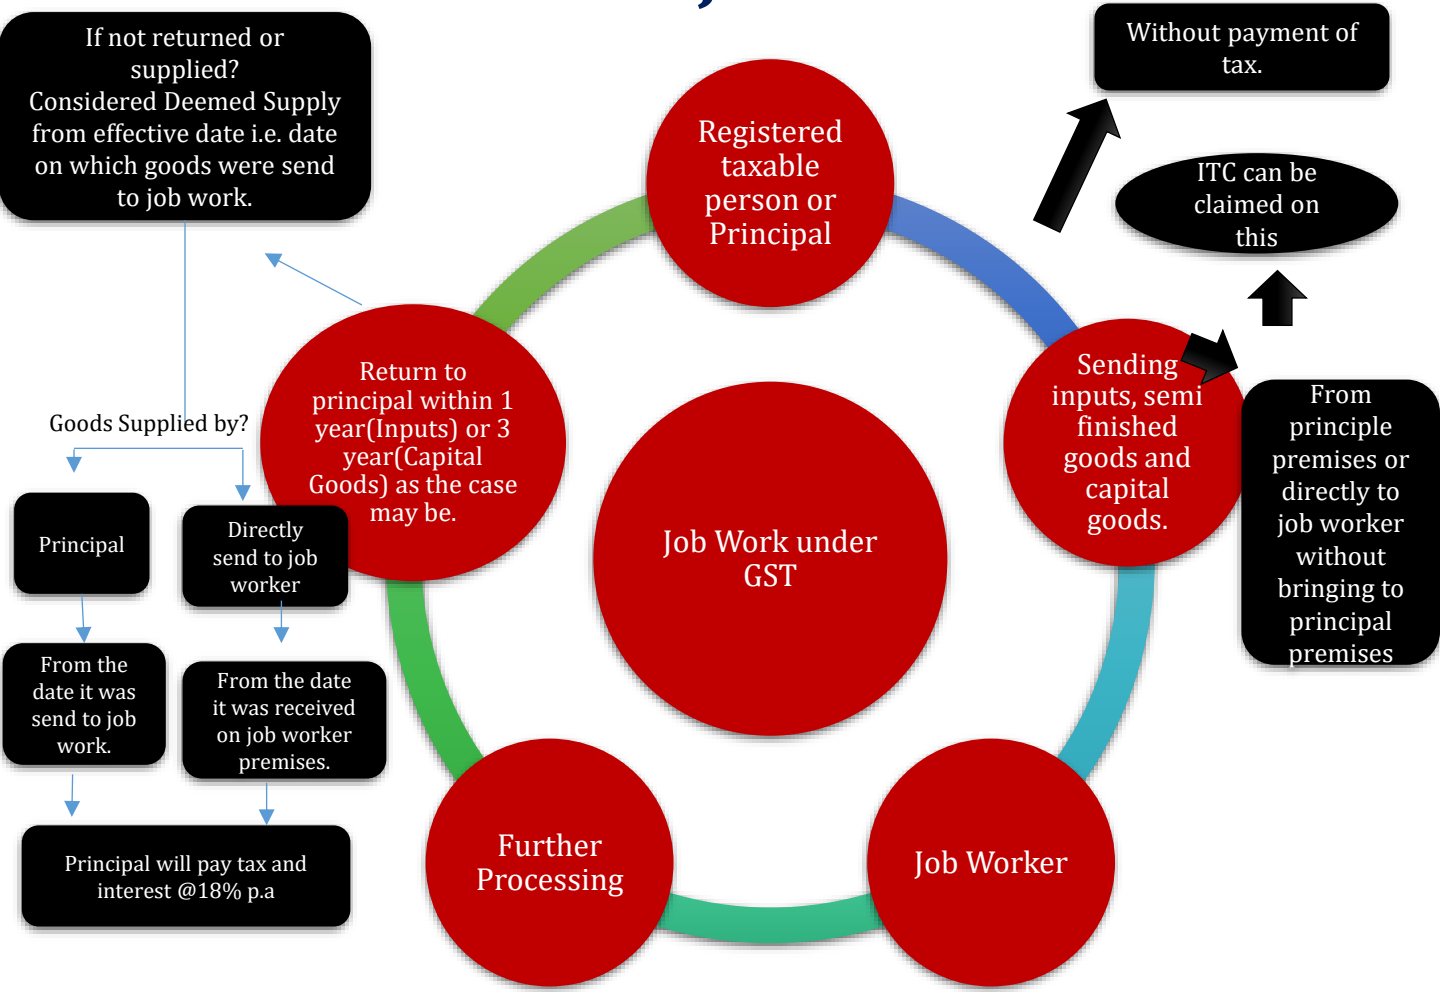 If not returned or
supplied?
Considered Deemed Supply
from effective date i.e. date
on which goods were send
to job work.
Without payment of
tax.
Registered
taxable
person or
Principal
ITC can be
claimed on
this
Sending
inputs, semi
finished
goods and
capital
goods.
From
principle
premises or
directly to
job worker
without
bringing to
principal
premises
Return to
principal within 1
year(Inputs) or 3
year(Capital
Goods) as the case
may be.
Goods Supplied by?
Principal
Directly
send to job
worker
Job Work under
GST
From the
date it was
send to job
work.
From the date
it was received
on job worker
premises.
Principal will pay tax and
interest @18% p.a
Further
Processing
Job Worker